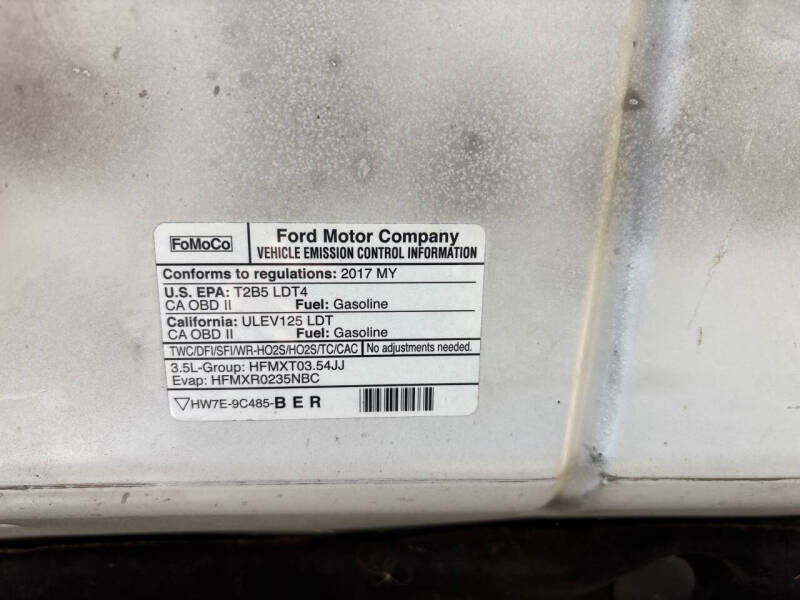 FoMoCo
Ford Motor Company
VEHICLE EMISSION CONTROL INFORMATION
Conforms to regulations: 2017 MY
U.S. EPA: T2B5 LDT4
CA OBD II Fuel: Gasoline
California: ULEV125 LDT
CA OBD II Fuel: Gasoline
TWC/DFI/SFI/WR-HO2S/HO2S/TC/CAC No adjustments needed.
3.5L-Group: HFMXT03.54JJ
Evap: HFMXR0235NBC
HW7E-9C485-BER